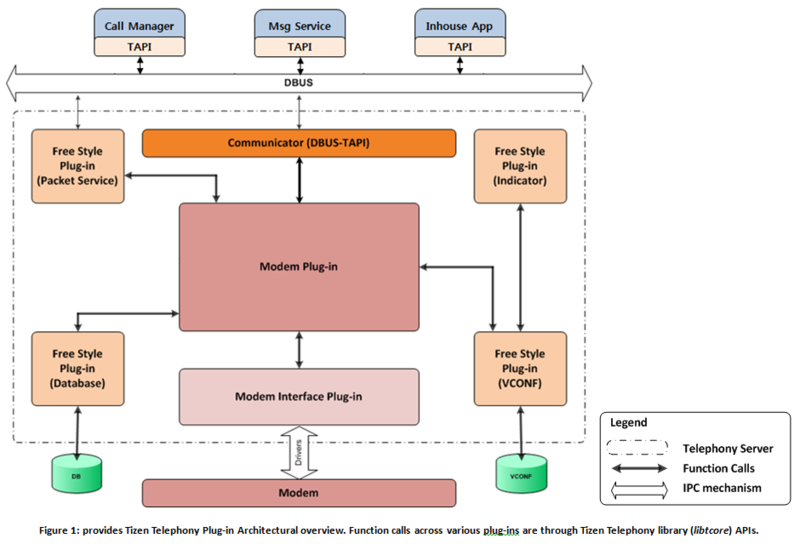 Call Manager
TAPI
Msg Service
TAPI
Inhouse App
TAPI
DBUS
Free Style
Plug-in
(Packet Service)
Communicator (DBUS-TAPI)
Free Style
Plug-in
(Indicator)
Modem Plug-in
Free Style
Plug-in
(Database)
Free Style
Plug-in
(VCONF)
Modem Interface Plug-in
Drivers
DB
VCONF
Modem
Legend
Telephony Server
Function Calls
IPC mechanism
Figure 1: provides Tizen Telephony Plug-in Architectural overview. Function calls across various plug-ins are through Tizen Telephony library (libtcore) APIs.